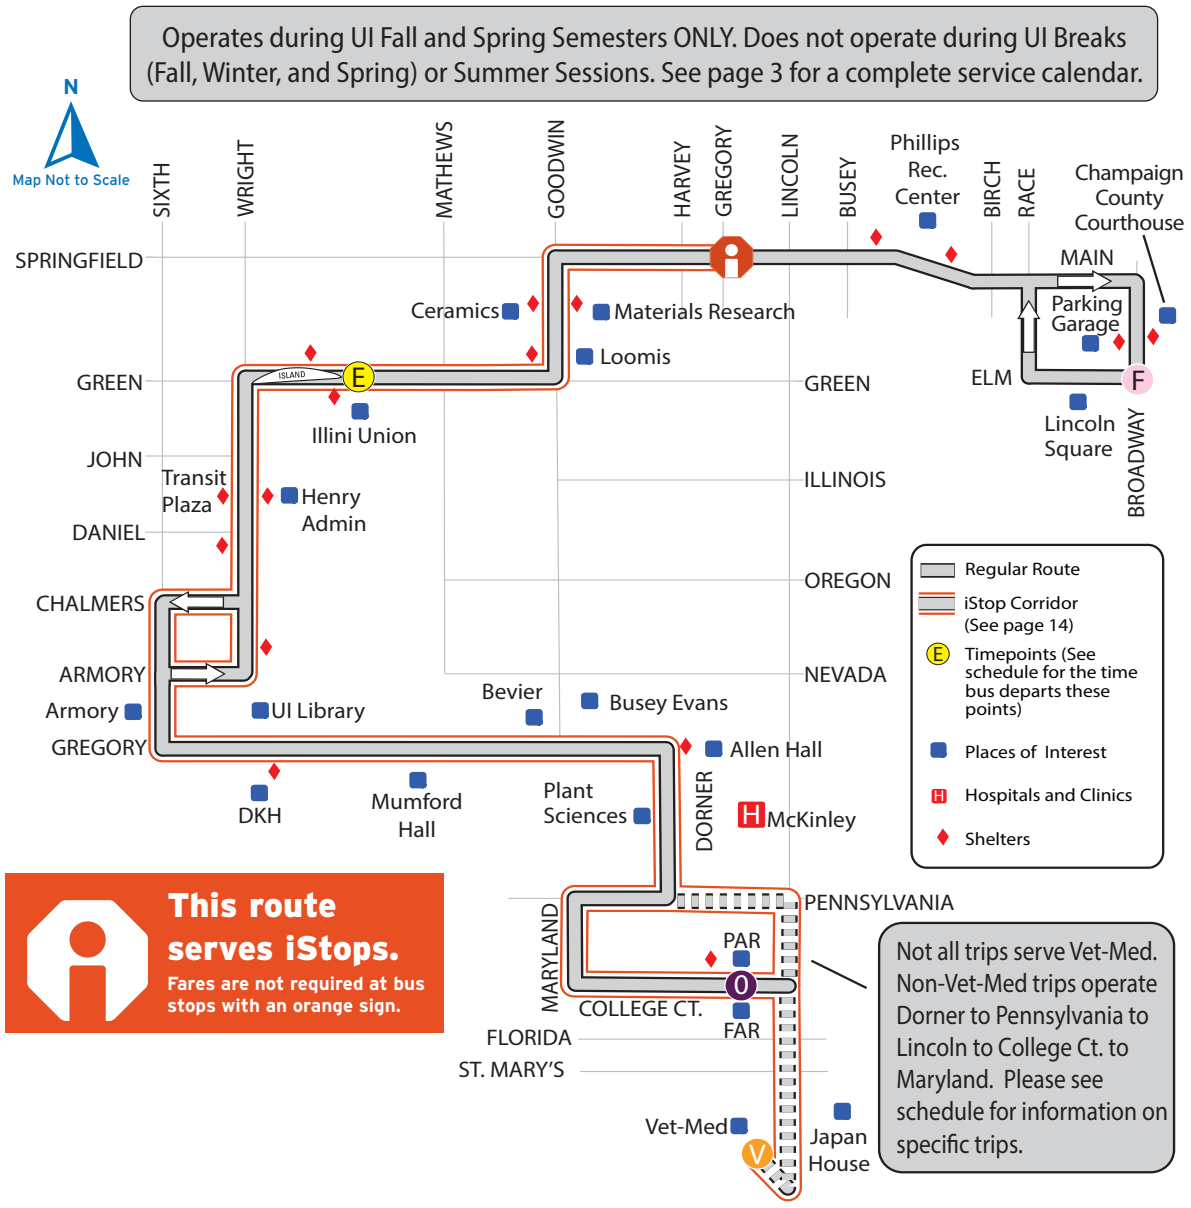 Operates during UI Fall and Spring Semesters ONLY. Does not operate during UI Breaks
(Fall, Winter, and Spring) or Summer Sessions. See page 3 for a complete service calendar.
N
Map Not to Scale
SIXTH
WRIGHT
MATHEWS
GOODWIN
HARVEY
GREGORY
LINCOLN
BUSEY
Phillips
Rec.
Center
BIRCH
RACE
Champaign
County
Courthouse
SPRINGFIELD
MAIN
Ceramics
Materials Research
Parking
Garage
Loomis
GREEN
ISLAND
E
GREEN
ELM
F
Illini Union
Lincoln
Square
BROADWAY
JOHN
Transit
Plaza
Henry
Admin
ILLINOIS
DANIEL
CHALMERS
OREGON
ARMORY
NEVADA
Armory
UI Library
Bevier
Busey Evans
GREGORY
Allen Hall
DKH
Mumford
Hall
Plant
Sciences
DORNER
H
McKinley
Regular Route
iStop Corridor
(See page 14)
E
Timepoints (See
schedule for the time
bus departs these
points)
Places of Interest
H
Hospitals and Clinics
Shelters
This route
serves iStops.
Fares are not required at bus
stops with an orange sign.
PENNSYLVANIA
MARYLAND
PAR
O
COLLEGE CT.
FAR
FLORIDA
ST. MARY'S
Vet-Med
V
Japan
House
Not all trips serve Vet-Med.
Non-Vet-Med trips operate
Dorner to Pennsylvania to
Lincoln to College Ct. to
Maryland. Please see
schedule for information on
specific trips.